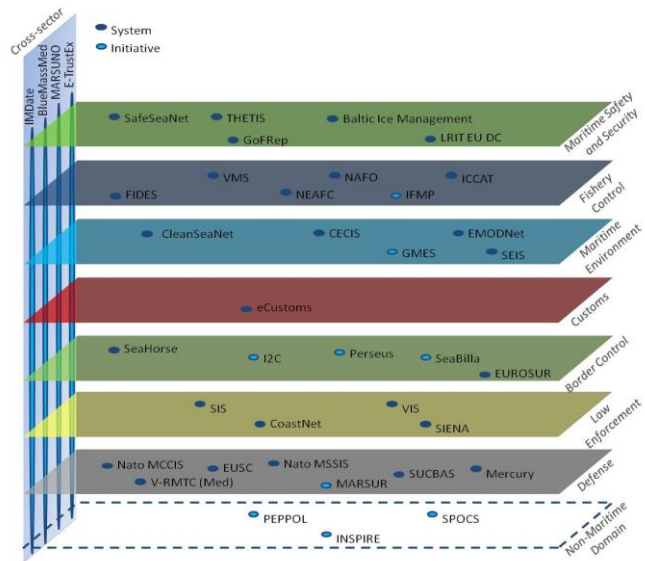 Cross-sector
IMDate
BlueMassMed
MARSUNO
E-TrustEx
System
Initiative
SafeSeaNet THETIS Baltic Ice Management
GoFRep LRIT EU DC
Maritime Safety
and Security
VMS NAFO ICCAT
FIDES NEAFC IFMP
Fishery
Control
CleanSeaNet CECIS EMODNet
GMES SEIS
Maritime
Environment
eCustoms
Customs
SeaHorse I2C Perseus SeaBilla
EUROSUR
Border Control
SIS VIS
CoastNet SIENA
Law
Enforcement
Nato MCCIS EUSC Nato MSSIS SUCBAS Mercury
V-RMTC (Med) MARSUR
Defense
PEPPOL SPOCS
INSPIRE
Non-Maritime
Domain